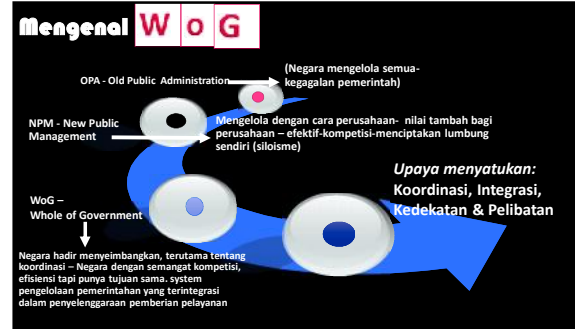 Mengenal W o G
OPA - Old Public Administration
(Negara mengelola semua-
kegagalan pemerintah)
NPM - New Public
Management
Mengelola dengan cara perusahaan- nilai tambah bagi
perusahaan – efektif-kompetisi-menciptakan lumbung
sendiri (siloisme)
Upaya menyatukan:
Koordinasi, Integrasi,
Kedekatan & Pelibatan
WoG –
Whole of Government
Negara hadir menyeimbangkan, terutama tentang
koordinasi – Negara dengan semangat kompetisi,
efisiensi tapi punya tujuan sama. system
pengelolaan pemerintahan yang terintegrasi
dalam penyelenggaraan pemberian pelayanan